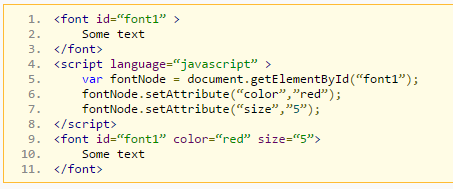 1. <font id=“font1” >
2. Some text
3. </font>
4. <script language=“javascript” >
5. var fontNode = document.getElementById(“font1”);
6. fontNode.setAttribute(“color”,”red”);
7. fontNode.setAttribute(“size”,”5”);
8. </script>
9. <font id=“font1” color=“red” size=“5”>
10. Some text
11. </font>